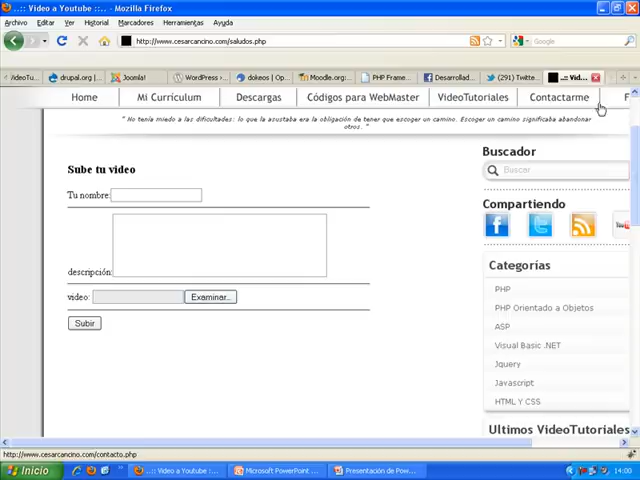 ..:: Video a Youtube ::.. - Mozilla Firefox
Archivo Editar Ver Historial Marcadores Herramientas Ayuda
http://www.cesarcancino.com/saludos.php
Google
drupal.org | Joomla! WordPress › dokeos | Go... Moodle.org:... PHP Frame... Desarrollad... (291) Twitter ..:: Vid...
Home Mi Currículum Descargas Códigos para WebMaster VideoTutoriales Contactarme F
" No tenía miedo a las dificultades: lo que la asustaba era la obligación de tener que escoger un camino. Escoger un camino significaba abandonar
otros. "
Buscador
Buscar
Sube tu video
Tu nombre:
Compartiendo
You
descripción:
Categorías
PHP
video: Examinar...
PHP Orientado a Objetos
Subir
ASP
Visual Basic .NET
Jquery
Javascript
HTML Y CSS
Ultimos VideoTutoriales
http://www.cesarcancino.com/contacto.php
Inicio ..:: Video a Youtube ::... Microsoft PowerPoint ... Presentación de Pow... 14:00